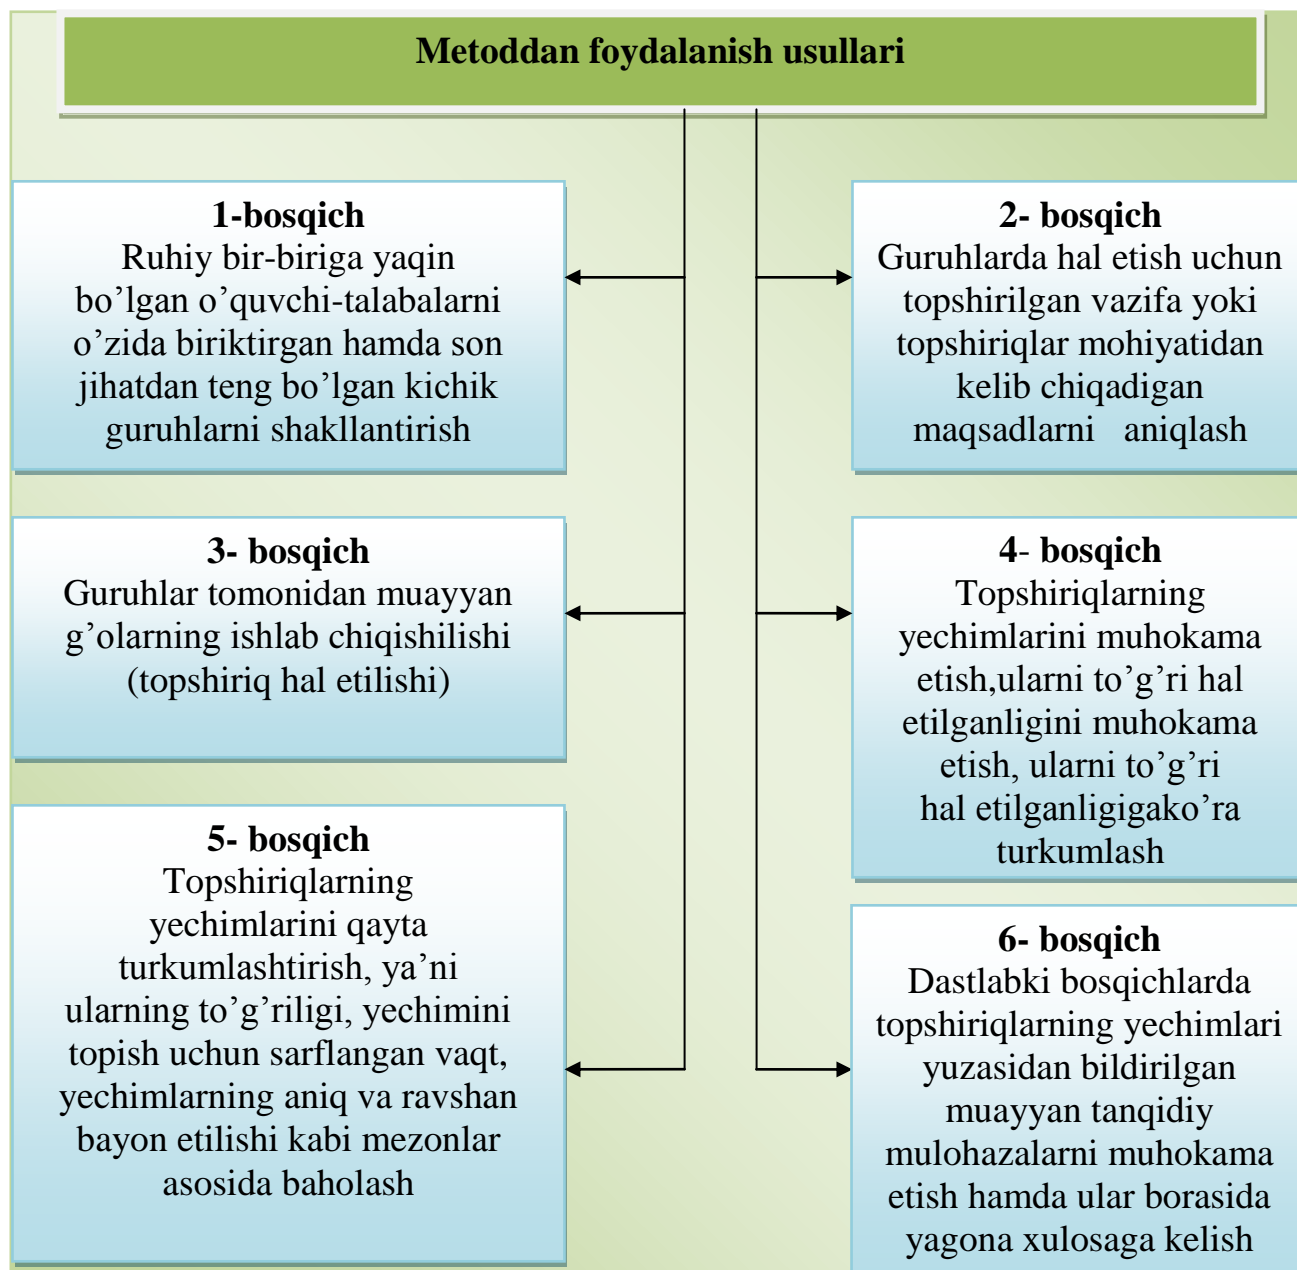 Metoddan foydalanish usullari
1-bosqich
Ruhiy bir-biriga yaqin
bo’lgan o’quvchi-talabalarni
o’zida biriktirgan hamda son
jihatdan teng bo’lgan kichik
guruhlarni shakllantirish
2- bosqich
Guruhlarda hal etish uchun
topshirilgan vazifa yoki
topshiriqlar mohiyatidan
kelib chiqadigan
maqsadlarni aniqlash
3- bosqich
Guruhlar tomonidan muayyan
g’olarning ishlab chiqishilishi
(topshiriq hal etilishi)
4- bosqich
Topshiriqlarning
yechimlarini muhokama
etish,ularni to’g’ri hal
etilganligini muhokama
etish, ularni to’g’ri
hal etilganligigako’ra
turkumlash
5- bosqich
Topshiriqlarning
yechimlarini qayta
turkumlashtirish, ya’ni
ularning to’g’riligi, yechimini
topish uchun sarflangan vaqt,
yechimlarning aniq va ravshan
bayon etilishi kabi mezonlar
asosida baholash
6- bosqich
Dastlabki bosqichlarda
topshiriqlarning yechimlari
yuzasidan bildirilgan
muayyan tanqidiy
mulohazalarni muhokama
etish hamda ular borasida
yagona xulosaga kelish